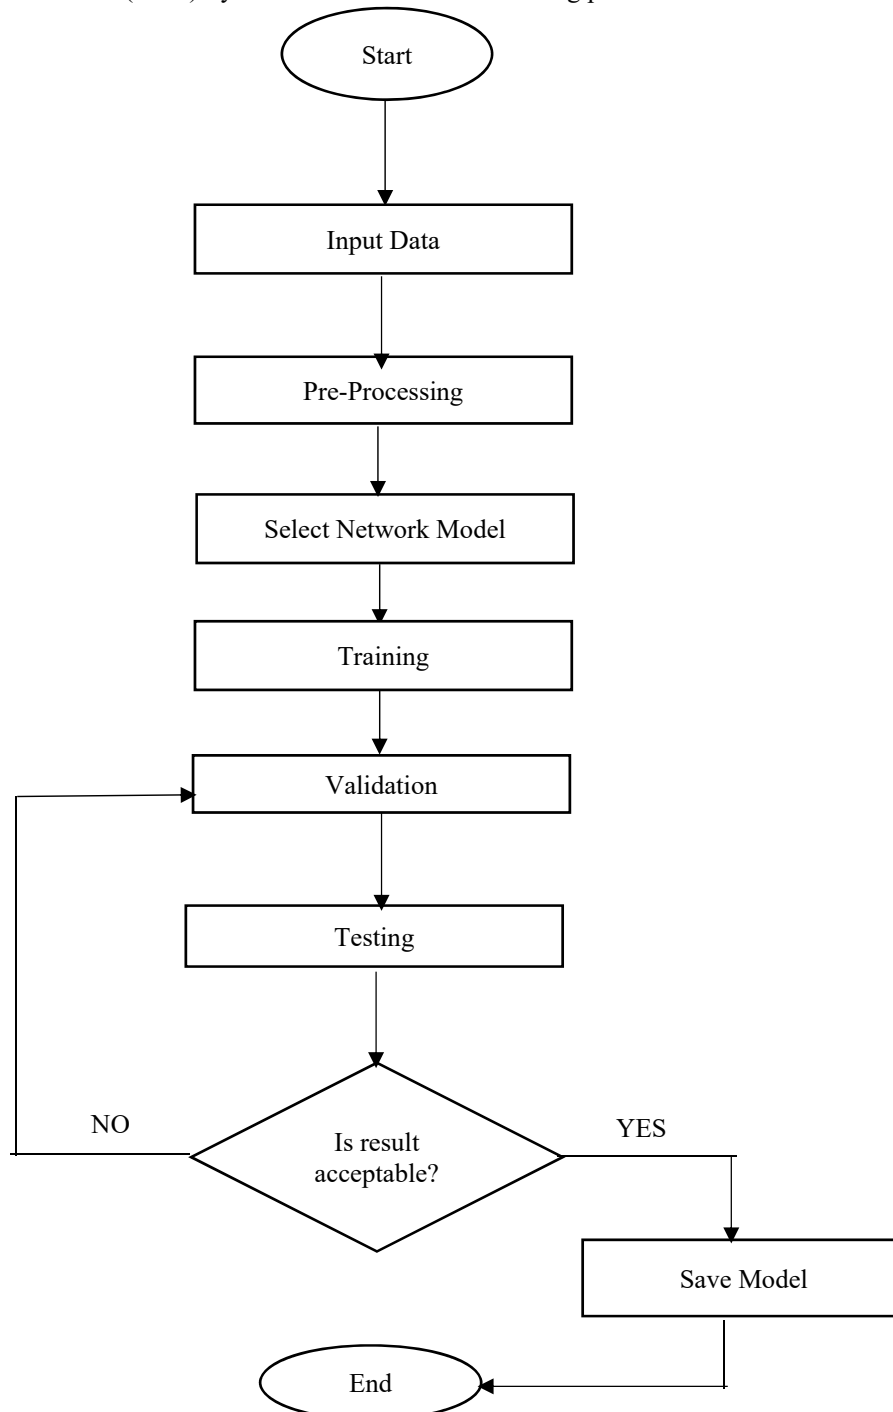 Start
Input Data
Pre-Processing
Select Network Model
Training
Validation
Testing
Is result
acceptable?
NO
YES
Save Model
End